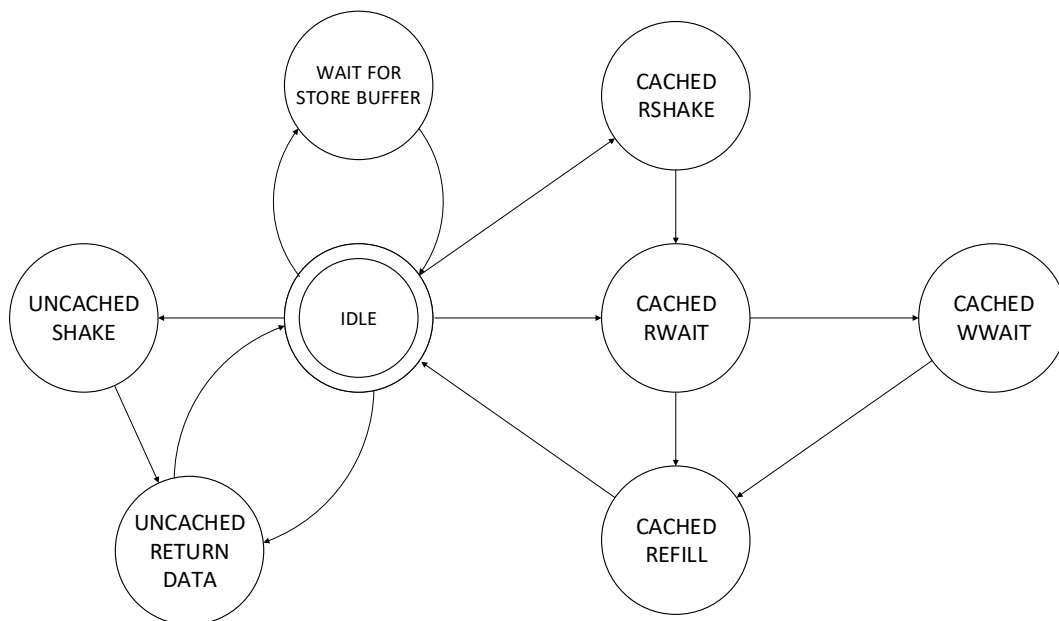 WAIT FOR
STORE BUFFER
CACHED
RSHAKE
UNCACHED
SHAKE
IDLE
CACHED
RWAIT
CACHED
WWAIT
UNCACHED
RETURN
DATA
CACHED
REFILL